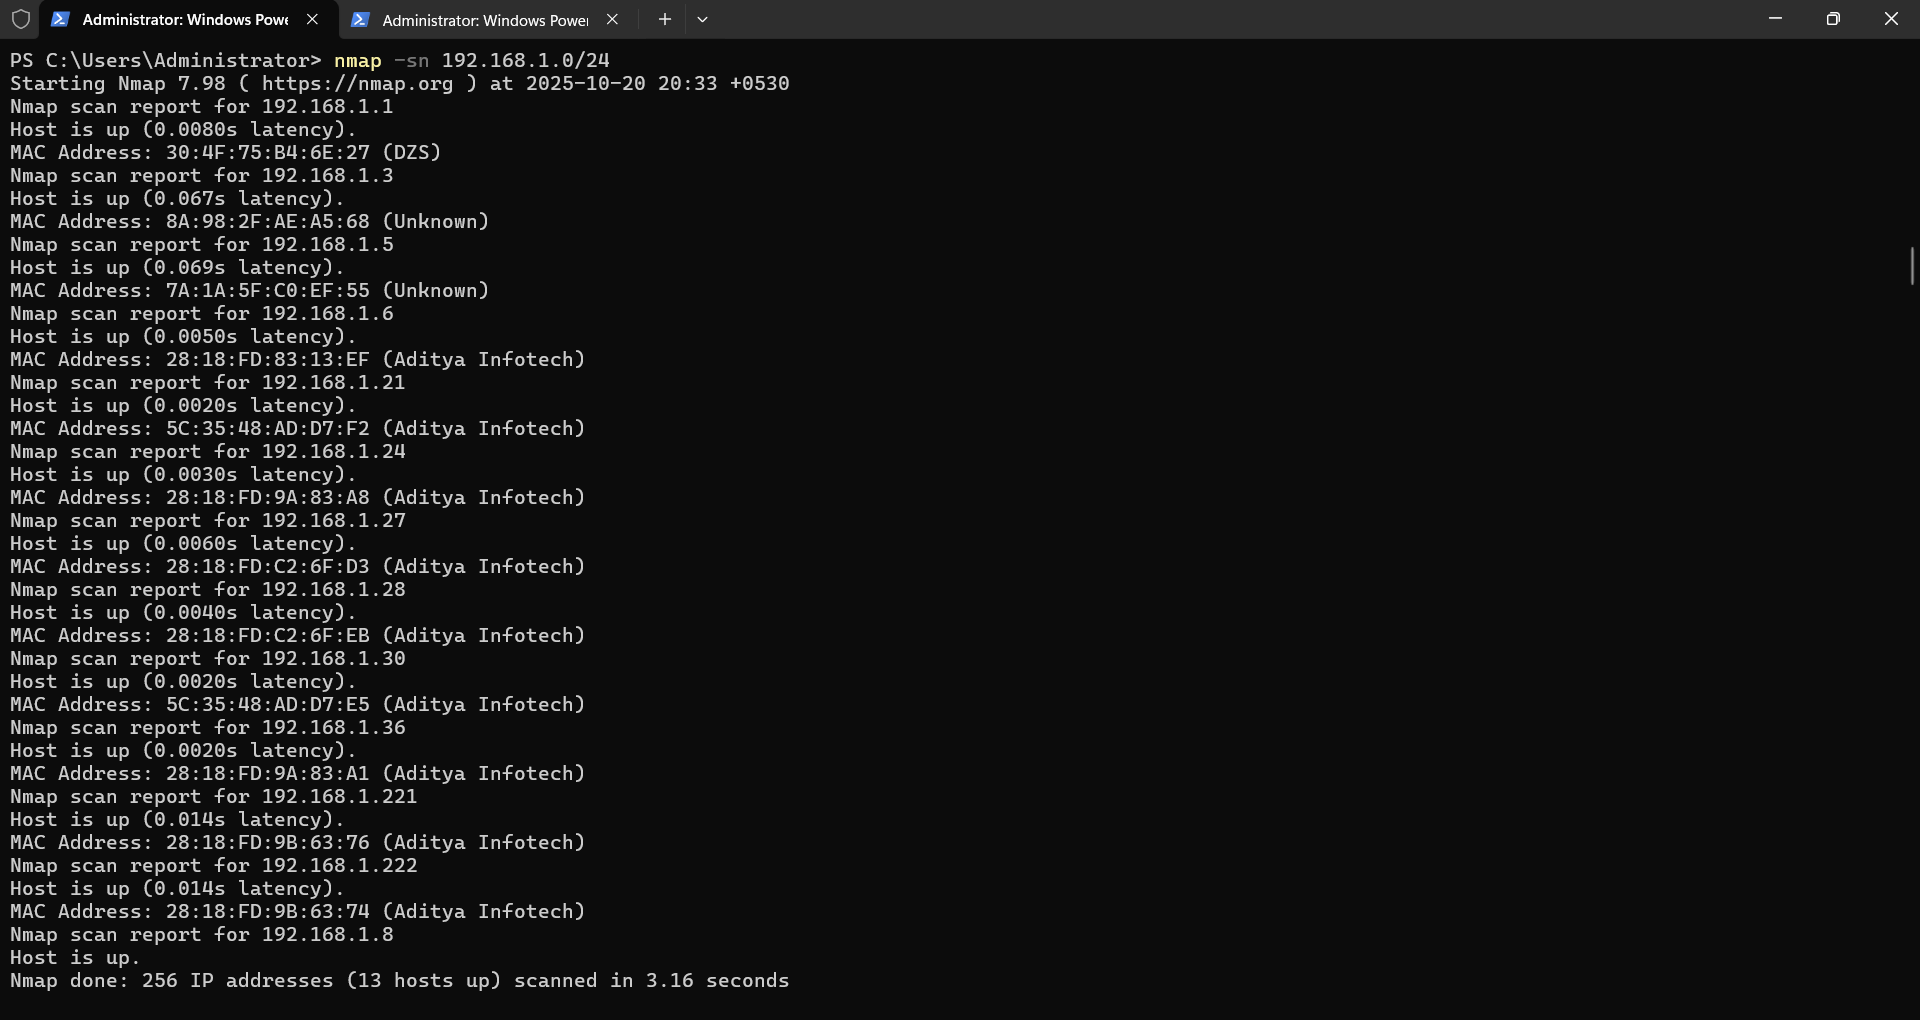 Administrator: Windows Powe
Administrator: Windows Power
PS C:\Users\Administrator> nmap -sn 192.168.1.0/24
Starting Nmap 7.98 ( https://nmap.org ) at 2025-10-20 20:33 +0530
Nmap scan report for 192.168.1.1
Host is up (0.0080s latency).
MAC Address: 30:4F:75:B4:6E:27 (DZS)
Nmap scan report for 192.168.1.3
Host is up (0.067s latency).
MAC Address: 8A:98:2F:AE:A5:68 (Unknown)
Nmap scan report for 192.168.1.5
Host is up (0.069s latency).
MAC Address: 7A:1A:5F:C0:EF:55 (Unknown)
Nmap scan report for 192.168.1.6
Host is up (0.0050s latency).
MAC Address: 28:18:FD:83:13:EF (Aditya Infotech)
Nmap scan report for 192.168.1.21
Host is up (0.0020s latency).
MAC Address: 5C:35:48:AD:D7:F2 (Aditya Infotech)
Nmap scan report for 192.168.1.24
Host is up (0.0030s latency).
MAC Address: 28:18:FD:9A:83:A8 (Aditya Infotech)
Nmap scan report for 192.168.1.27
Host is up (0.0060s latency).
MAC Address: 28:18:FD:C2:6F:D3 (Aditya Infotech)
Nmap scan report for 192.168.1.28
Host is up (0.0040s latency).
MAC Address: 28:18:FD:C2:6F:EB (Aditya Infotech)
Nmap scan report for 192.168.1.30
Host is up (0.0020s latency).
MAC Address: 5C:35:48:AD:D7:E5 (Aditya Infotech)
Nmap scan report for 192.168.1.36
Host is up (0.0020s latency).
MAC Address: 28:18:FD:9A:83:A1 (Aditya Infotech)
Nmap scan report for 192.168.1.221
Host is up (0.014s latency).
MAC Address: 28:18:FD:9B:63:76 (Aditya Infotech)
Nmap scan report for 192.168.1.222
Host is up (0.014s latency).
MAC Address: 28:18:FD:9B:63:74 (Aditya Infotech)
Nmap scan report for 192.168.1.8
Host is up.
Nmap done: 256 IP addresses (13 hosts up) scanned in 3.16 seconds